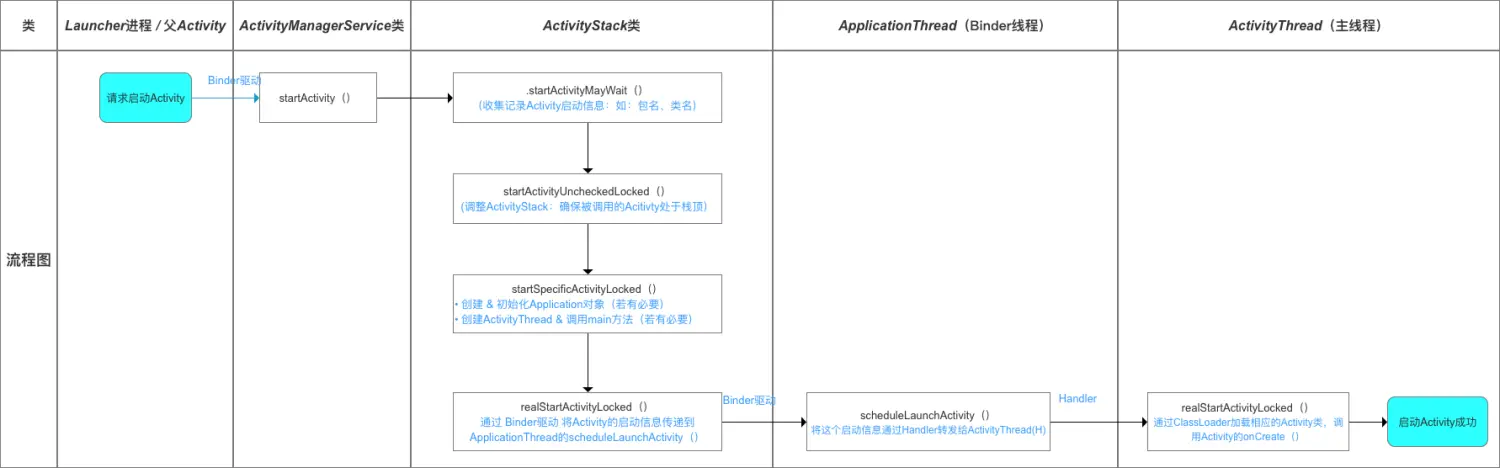 类
Launcher进程 / 父Activity
ActivityManagerService类
ActivityStack类
ApplicationThread（Binder线程）
ActivityThread（主线程）
流程图
请求启动Activity
Binder驱动
startActivity（）
.startActivityMayWait（）
（收集记录Activity启动信息：如：包名、类名）
startActivityUncheckedLocked（）
(调整ActivityStack：确保被调用的Acitivty处于栈顶）
startSpecificActivityLocked（）
• 创建 & 初始化Application对象（若有必要）
• 创建ActivityThread & 调用main方法（若有必要）
realStartActivityLocked（）
通过 Binder驱动 将Activity的启动信息传递到
ApplicationThread的scheduleLaunchActivity（）
Binder驱动
scheduleLaunchActivity（）
将这个启动信息通过Handler转发给ActivityThread(H)
Handler
realStartActivityLocked（）
通过ClassLoader加载相应的Activity类，调
用Activity的onCreate（）
启动Activity成功